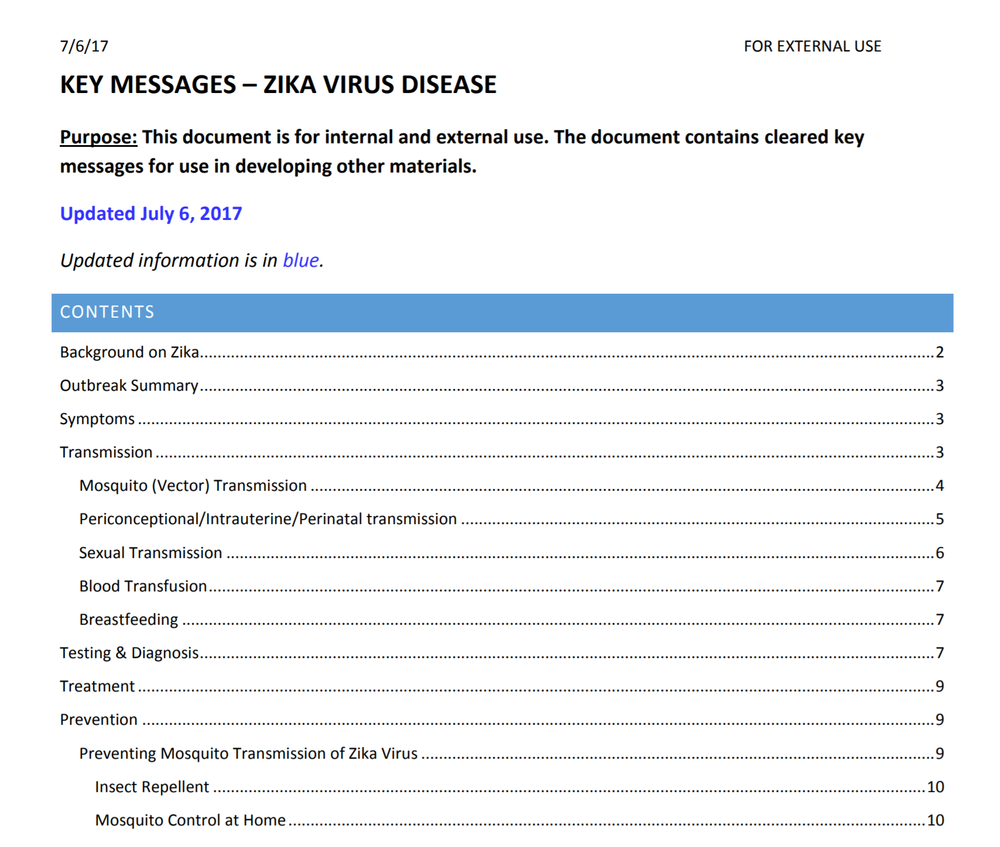 7/6/17 FOR EXTERNAL USE
KEY MESSAGES – ZIKA VIRUS DISEASE
Purpose: This document is for internal and external use. The document contains cleared key
messages for use in developing other materials.
Updated July 6, 2017
Updated information is in blue.
CONTENTS
Background on Zika 2
Outbreak Summary 3
Symptoms 3
Transmission 3
Mosquito (Vector) Transmission 4
Periconceptional/Intrauterine/Perinatal transmission 5
Sexual Transmission 6
Blood Transfusion 7
Breastfeeding 7
Testing & Diagnosis 7
Treatment 9
Prevention 9
Preventing Mosquito Transmission of Zika Virus 9
Insect Repellent 10
Mosquito Control at Home 10